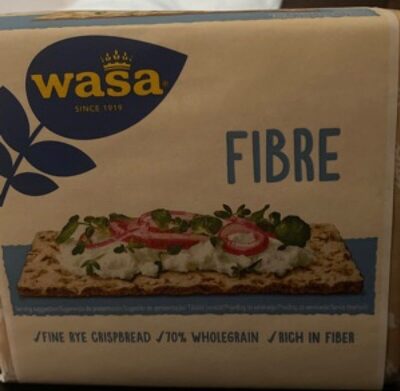 wasa®
SINCE 1919
FIBRE
✓FINE RYE CRISPBREAD ✓70% WHOLEGRAIN ✓RICH IN FIBER